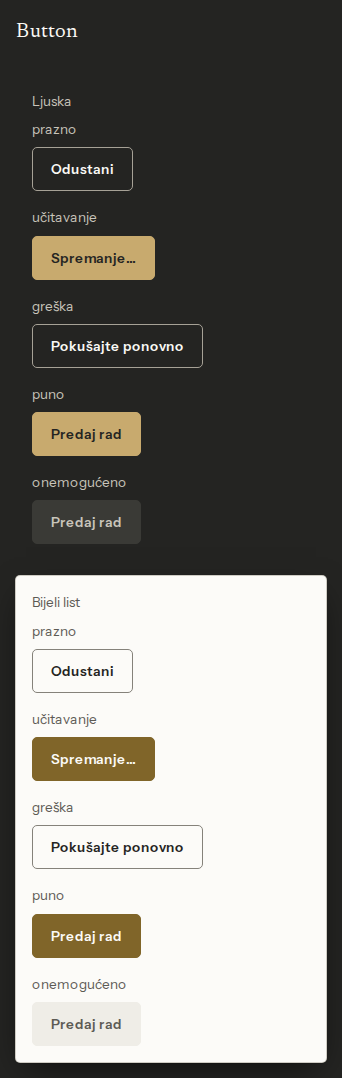 Button
Ljuska
prazno
Odustani
učitavanje
Spremanje...
greška
Pokušajte ponovno
puno
Predaj rad
onemogućeno
Predaj rad
Bijeli list
prazno
Odustani
učitavanje
Spremanje...
greška
Pokušajte ponovno
puno
Predaj rad
onemogućeno
Predaj rad